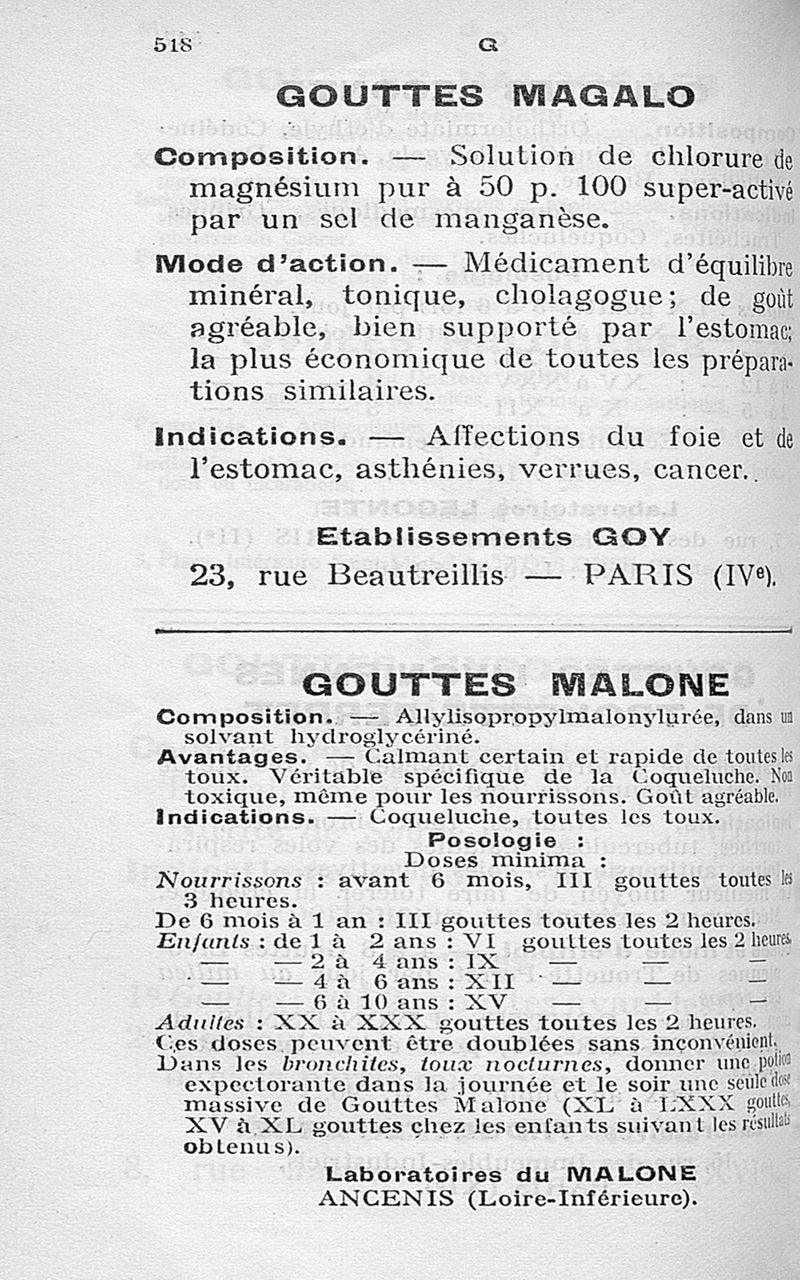 518 G
GOUTTES MAGALO
Composition. — Solution de chlorure de
magnésium pur à 50 p. 100 super-activé
par un sel de manganèse.
Mode d'action. — Médicament d'équilibre
minéral, tonique, cholagogue; de goût
agréable, bien supporté par l'estomac;
la plus économique de toutes les prépara-
tions similaires.
Indications. — Affections du foie et de
l'estomac, asthénies, verrues, cancer..
Etablissements GOY
23, rue Beautreillis — PARIS (IVe).
GOUTTES MALONE
Composition. — Allylisopropylmalonylurée, dans un
solvant hydroglycériné.
Avantages. — Calmant certain et rapide de toutes les
toux. Véritable spécifique de la Coqueluche. Non
toxique, même pour les nourrissons. Goût agréable.
Indications. — Coqueluche, toutes les toux.
Posologie :
Doses minima :
Nourrissons : avant 6 mois, III gouttes toutes les
3 heures.
De 6 mois à 1 an : III gouttes toutes les 2 heures.
Enfants : de 1 à 2 ans : VI gouttes toutes les 2 heures.
— — 2 à 4 ans : IX — — —
— — 4 à 6 ans : XII — — —
— — 6 à 10 ans : XV — — —
Adultes : XX à XXX gouttes toutes les 2 heures.
Ces doses peuvent être doublées sans inconvénient.
Dans les bronchites, toux nocturnes, donner une potion
expectorante dans la journée et le soir une seule dose
massive de Gouttes Malone (XL à LXXX gouttes,
XV à XL gouttes chez les enfants suivant les résultats
obtenus).
Laboratoires du MALONE
ANCENIS (Loire-Inférieure).